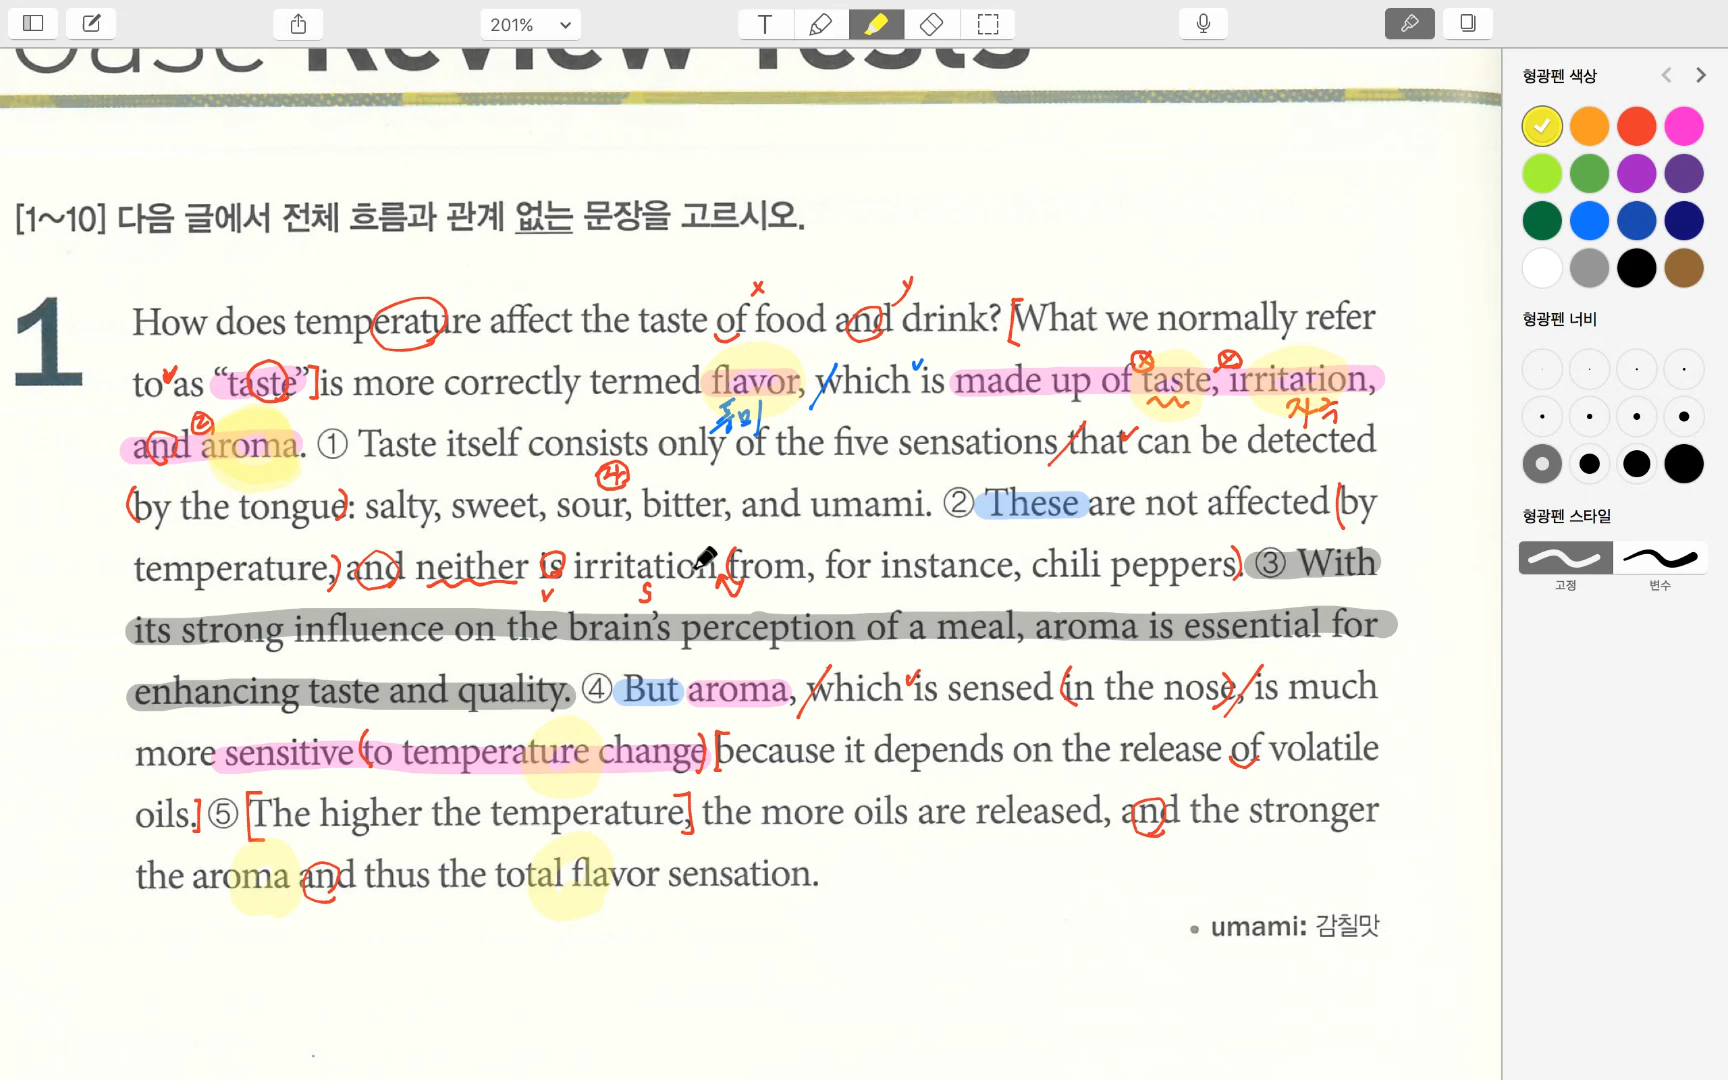 201%
T
Review Tests
형광펜 색상
형광펜 너비
형광펜 스타일
고정
변수
[1~10] 다음 글에서 전체 흐름과 관계 없는 문장을 고르시오.
1
How does temperature affect the taste of food and drink? What we normally refer
to as “taste” is more correctly termed flavor, which is made up of taste, irritation,
풍미
자극
and aroma. ① Taste itself consists only of the five sensations that can be detected
by the tongue: salty, sweet, sour, bitter, and umami. ② These are not affected by
temperature, and neither is irritation from, for instance, chili peppers. ③ With
v
s
its strong influence on the brain’s perception of a meal, aroma is essential for
enhancing taste and quality. ④ But aroma, which is sensed in the nose, is much
more sensitive to temperature change because it depends on the release of volatile
oils. ⑤ The higher the temperature, the more oils are released, and the stronger
the aroma and thus the total flavor sensation.
• umami: 감칠맛